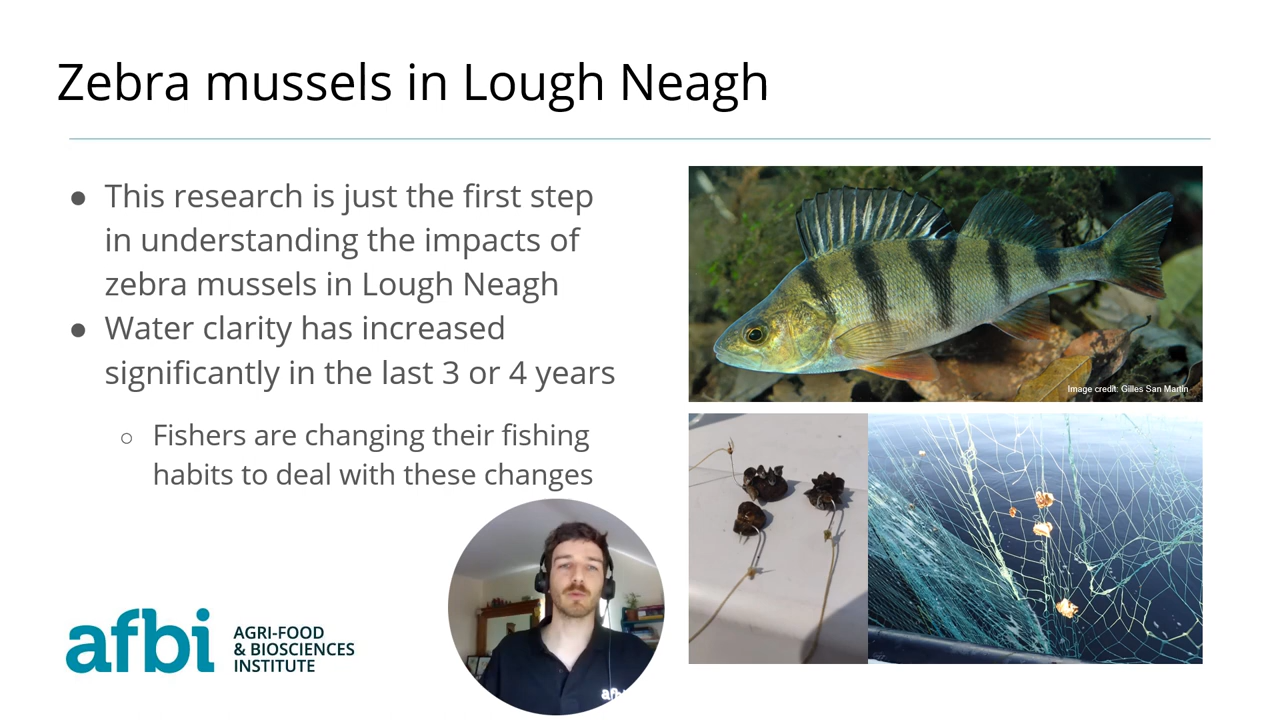 Zebra mussels in Lough Neagh
● This research is just the first step
in understanding the impacts of
zebra mussels in Lough Neagh
● Water clarity has increased
significantly in the last 3 or 4 years
○ Fishers are changing their fishing
habits to deal with these changes
Image credit: Gilles San Martin
afbi
AGRI-FOOD
& BIOSCIENCES
INSTITUTE